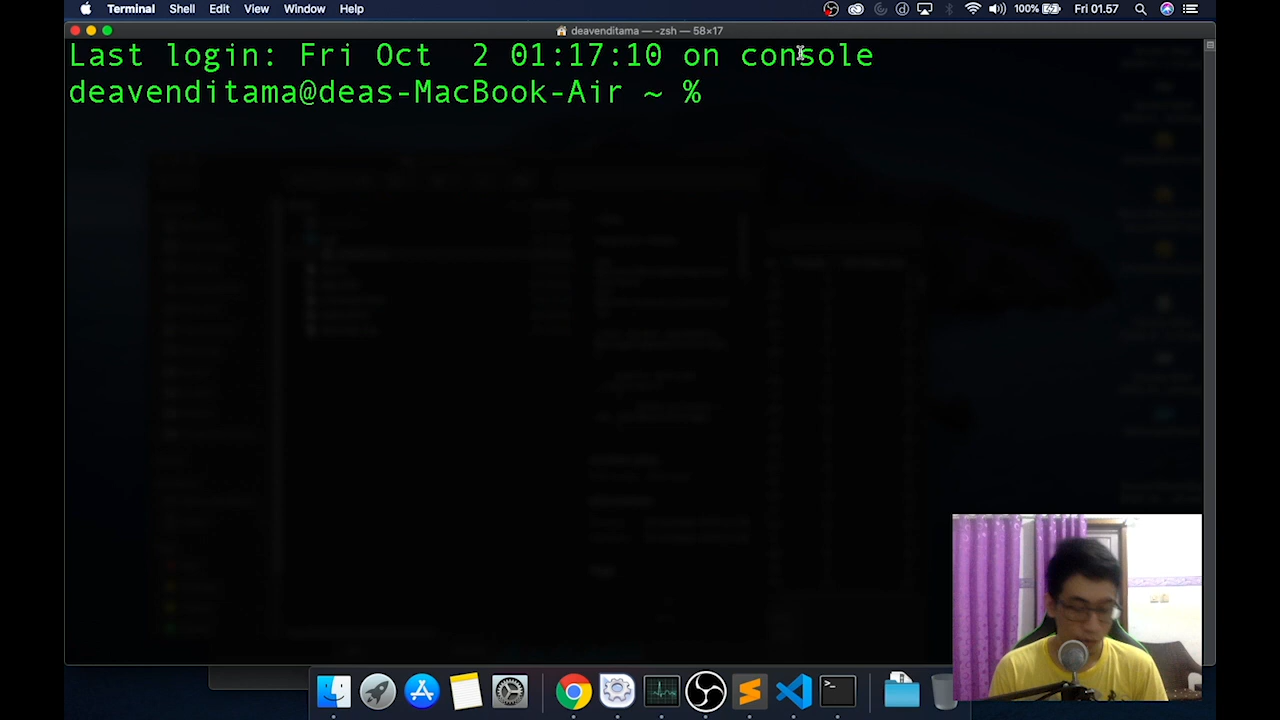 Terminal Shell Edit View Window Help 100% Fri 01.57
deavenditama — -zsh — 58×17
Last login: Fri Oct  2 01:17:10 on console
deavenditama@deas-MacBook-Air ~ %